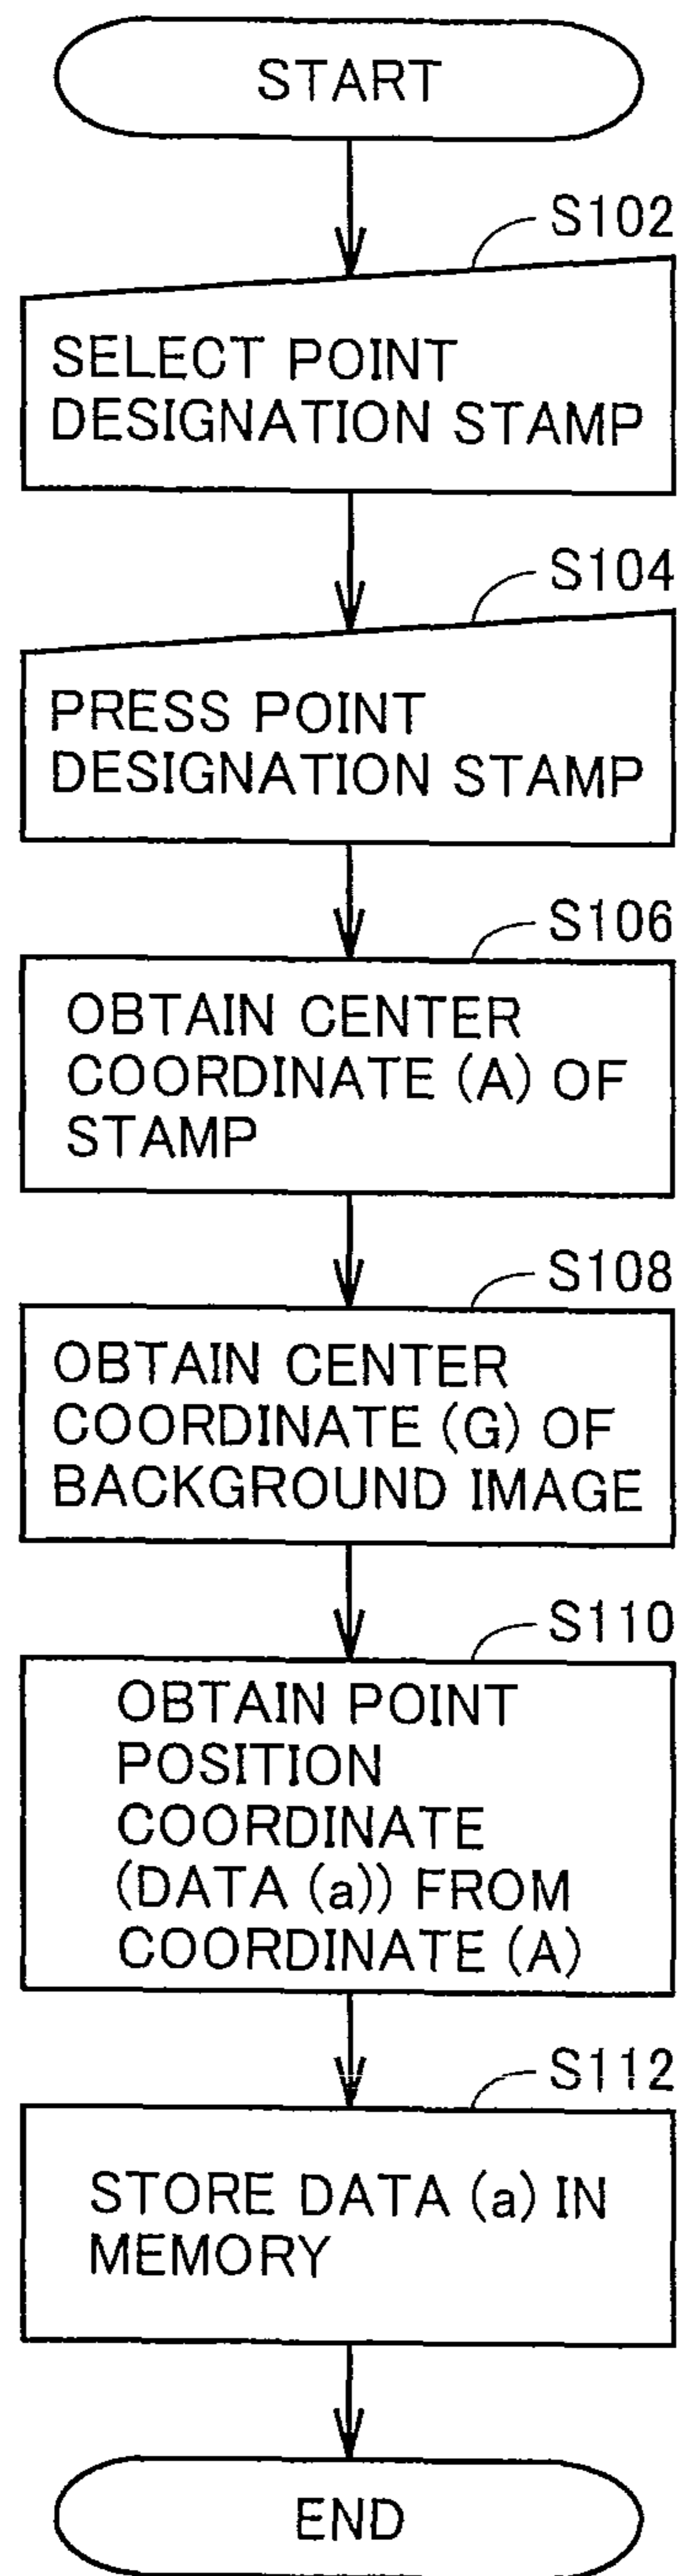 START
S102
SELECT POINT
DESIGNATION STAMP
S104
PRESS POINT
DESIGNATION STAMP
S106
OBTAIN CENTER
COORDINATE (A) OF
STAMP
S108
OBTAIN CENTER
COORDINATE (G) OF
BACKGROUND IMAGE
S110
OBTAIN POINT
POSITION
COORDINATE
(DATA (a)) FROM
COORDINATE (A)
S112
STORE DATA (a) IN
MEMORY
END